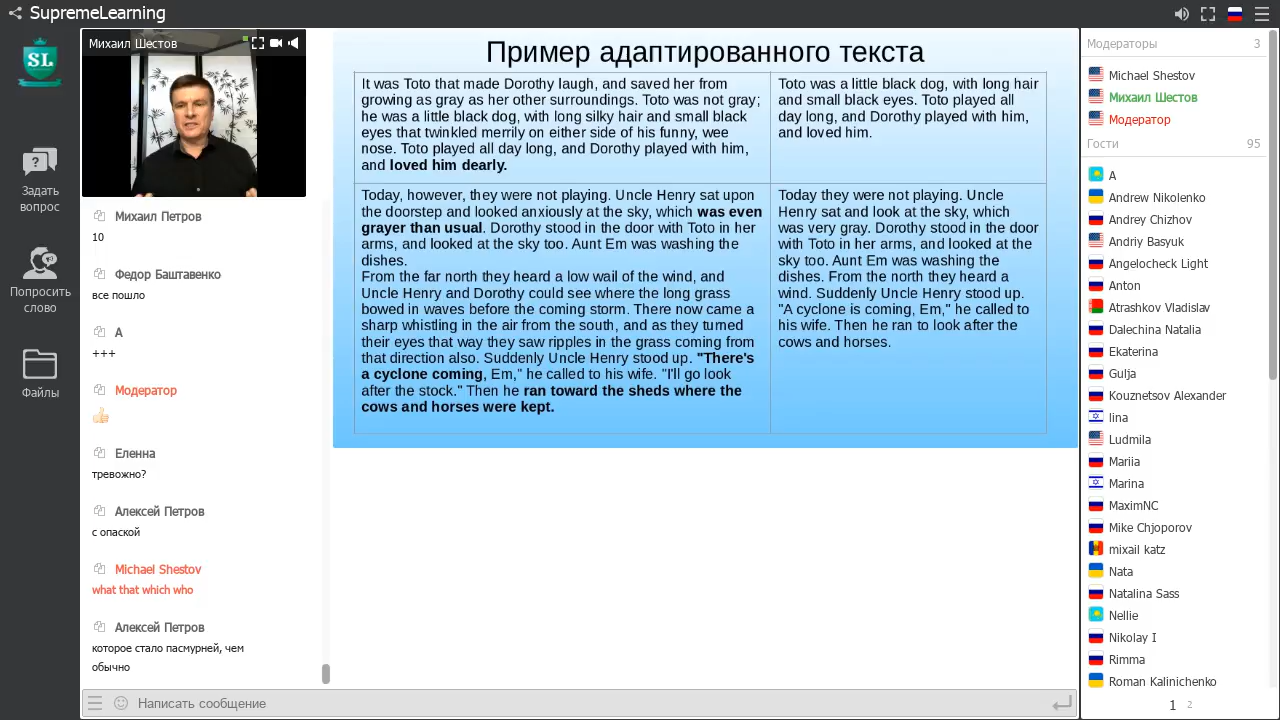 SupremeLearning
SL
Задать
вопрос
Попросить
слово
Файлы
Михаил Шестов
Михаил Петров
10
Федор Баштавенко
все пошло
A
+++
Модератор
Еленна
тревожно?
Алексей Петров
с опаской
Michael Shestov
what that which who
Алексей Петров
которое стало пасмурней, чем
обычно
Написать сообщение
Пример адаптированного текста
It was Toto that made Dorothy laugh, and saved her from
growing as gray as her other surroundings. Toto was not gray;
he was a little black dog, with long silky hair and small black
eyes that twinkled merrily on either side of his funny, wee
nose. Toto played all day long, and Dorothy played with him,
and loved him dearly.
Toto was a little black dog, with long hair
and small black eyes. Toto played all
day long, and Dorothy played with him,
and loved him.
Today, however, they were not playing. Uncle Henry sat upon
the doorstep and looked anxiously at the sky, which was even
grayer than usual. Dorothy stood in the door with Toto in her
arms, and looked at the sky too. Aunt Em was washing the
dishes.
From the far north they heard a low wail of the wind, and
Uncle Henry and Dorothy could see where the long grass
bowed in waves before the coming storm. There now came a
sharp whistling in the air from the south, and as they turned
their eyes that way they saw ripples in the grass coming from
that direction also. Suddenly Uncle Henry stood up. "There's
a cyclone coming, Em," he called to his wife. "I'll go look
after the stock." Then he ran toward the sheds where the
cows and horses were kept.
Today they were not playing. Uncle
Henry sat and look at the sky, which
was very gray. Dorothy stood in the door
with Toto in her arms, and looked at the
sky too. Aunt Em was washing the
dishes. From the north they heard a
wind. Suddenly Uncle Henry stood up.
"A cyclone is coming, Em," he called to
his wife. Then he ran to look after the
cows and horses.
Модераторы 3
Michael Shestov
Михаил Шестов
Модератор
Гости 95
A
Andrew Nikolenko
Andrey Chizhov
Andriy Basyuk
Angelocheck Light
Anton
Atrashkov Vladislav
Dalechina Natalia
Ekaterina
Gulja
Kouznetsov Alexander
lina
Ludmila
Mariia
Marina
MaximNC
Mike Chjoporov
mixail katz
Nata
Natalina Sass
Nellie
Nikolay I
Rimma
Roman Kalinichenko
1 2